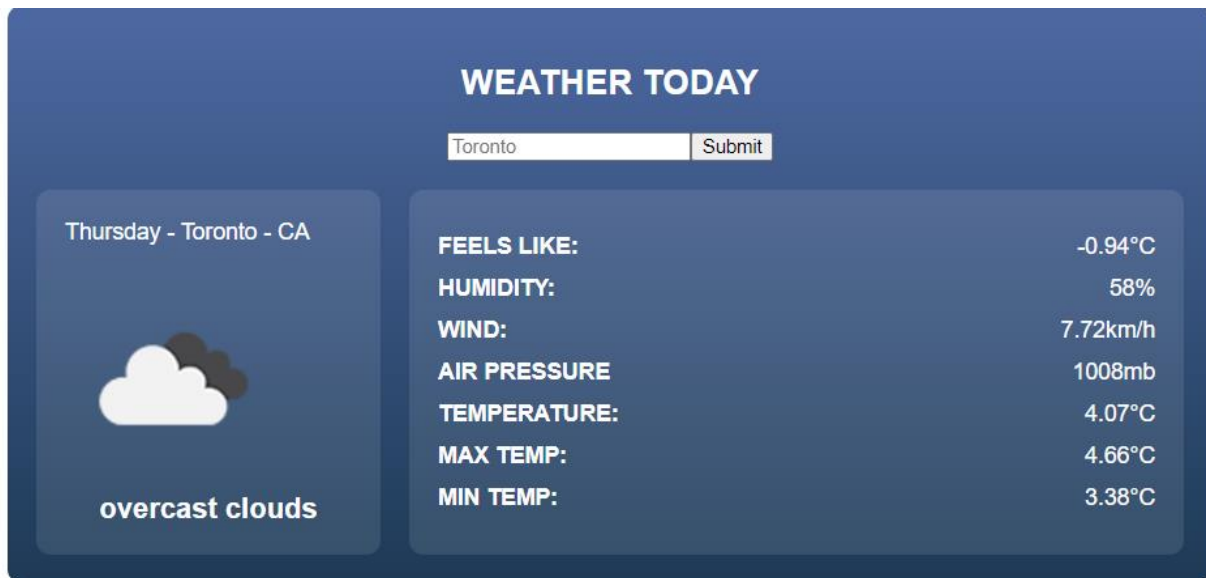 WEATHER TODAY
Toronto Submit
Thursday - Toronto - CA
overcast clouds
FEELS LIKE: -0.94°C
HUMIDITY: 58%
WIND: 7.72km/h
AIR PRESSURE 1008mb
TEMPERATURE: 4.07°C
MAX TEMP: 4.66°C
MIN TEMP: 3.38°C